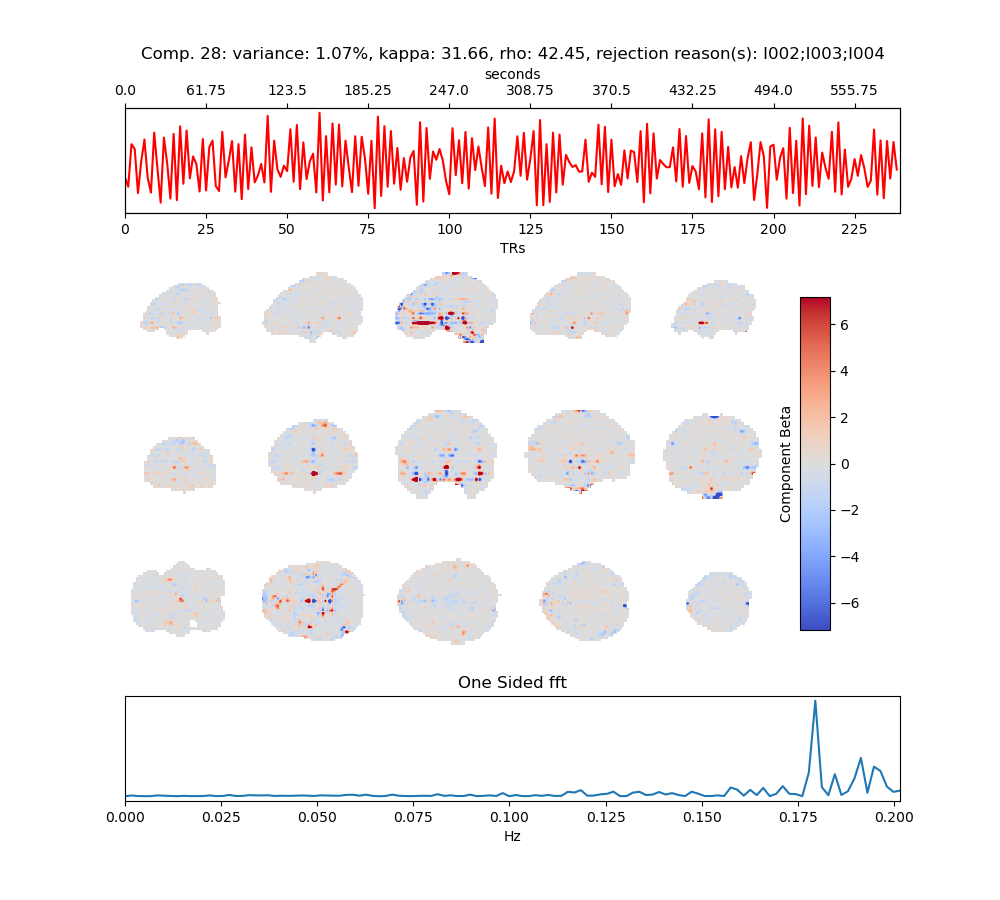 Comp. 28: variance: 1.07%, kappa: 31.66, rho: 42.45, rejection reason(s): I002;I003;I004
seconds
0.0 61.75 123.5 185.25 247.0 308.75 370.5 432.25 494.0 555.75
0 25 50 75 100 125 150 175 200 225
TRs
6
4
2
0
−2
−4
−6
Component Beta
One Sided fft
0.000 0.025 0.050 0.075 0.100 0.125 0.150 0.175 0.200
Hz